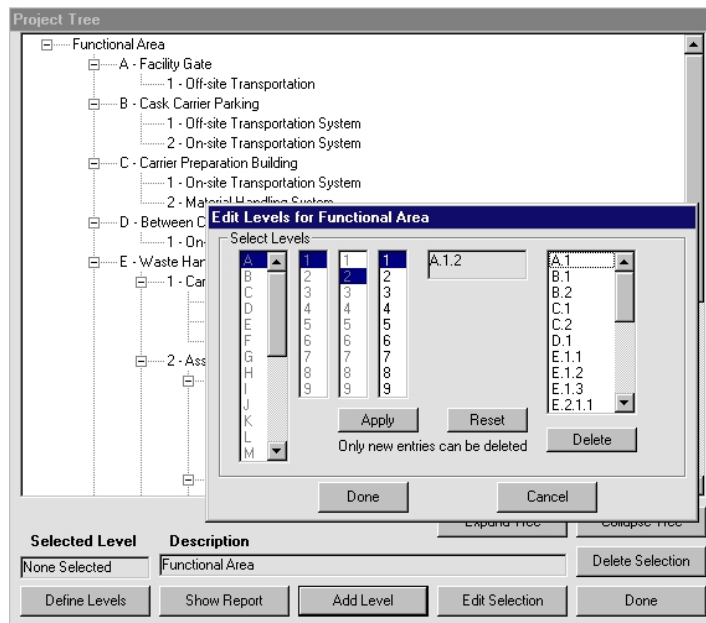 Project Tree
Functional Area
A - Facility Gate
1 - Off-site Transportation
B - Cask Carrier Parking
1 - Off-site Transportation System
2 - On-site Transportation System
C - Carrier Preparation Building
1 - On-site Transportation System
2 - Material Handling System
D - Between C
1 - On-
E - Waste Han
1 - Car
2 - Ass
Edit Levels for Functional Area
Select Levels
A 1 1 1 A.1.2 A.1
B 2 2 2 B.1
C 3 3 3 B.2
D 4 4 4 C.1
E 5 5 5 C.2
F 6 6 6 D.1
G 7 7 7 E.1.1
H 8 8 8 E.1.2
I 9 9 9 E.1.3
J E.2.1.1
K
L
M
Apply Reset
Only new entries can be deleted Delete
Done Cancel
Expand Tree Collapse Tree
Selected Level Description
None Selected Functional Area Delete Selection
Define Levels Show Report Add Level Edit Selection Done